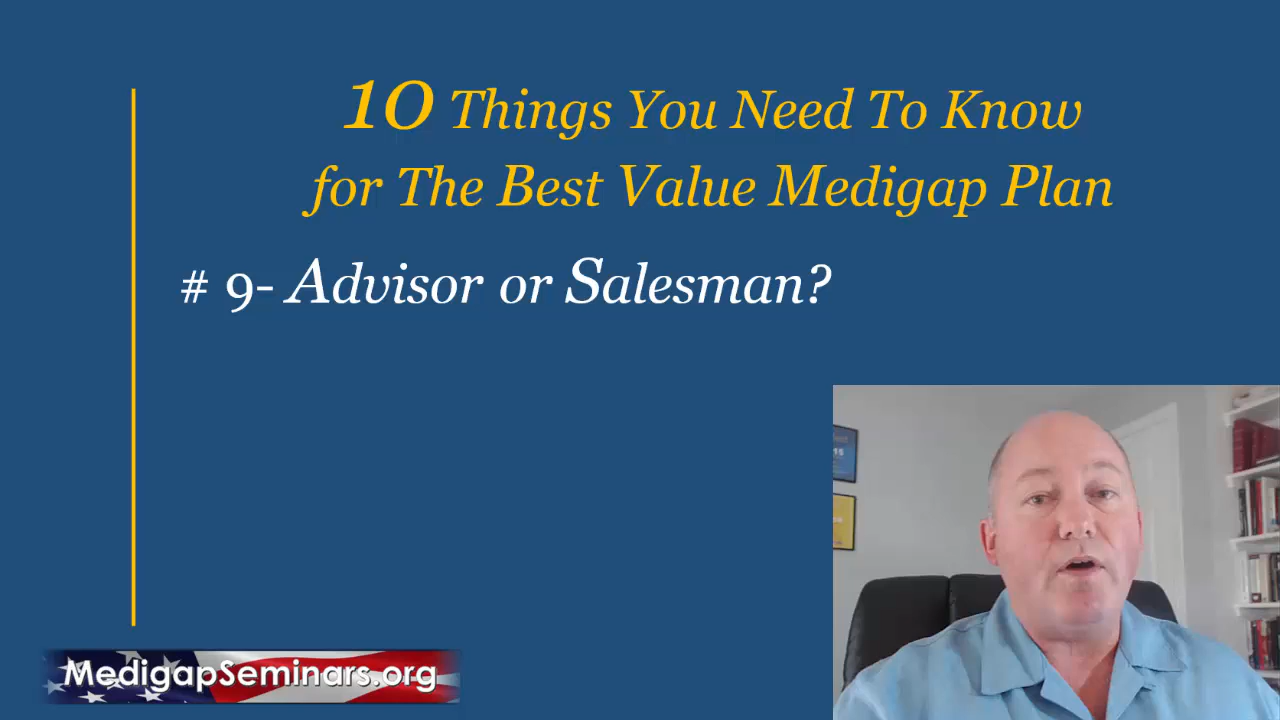 10 Things You Need To Know
for The Best Value Medigap Plan
# 9- Advisor or Salesman?
MedigapSeminars.org